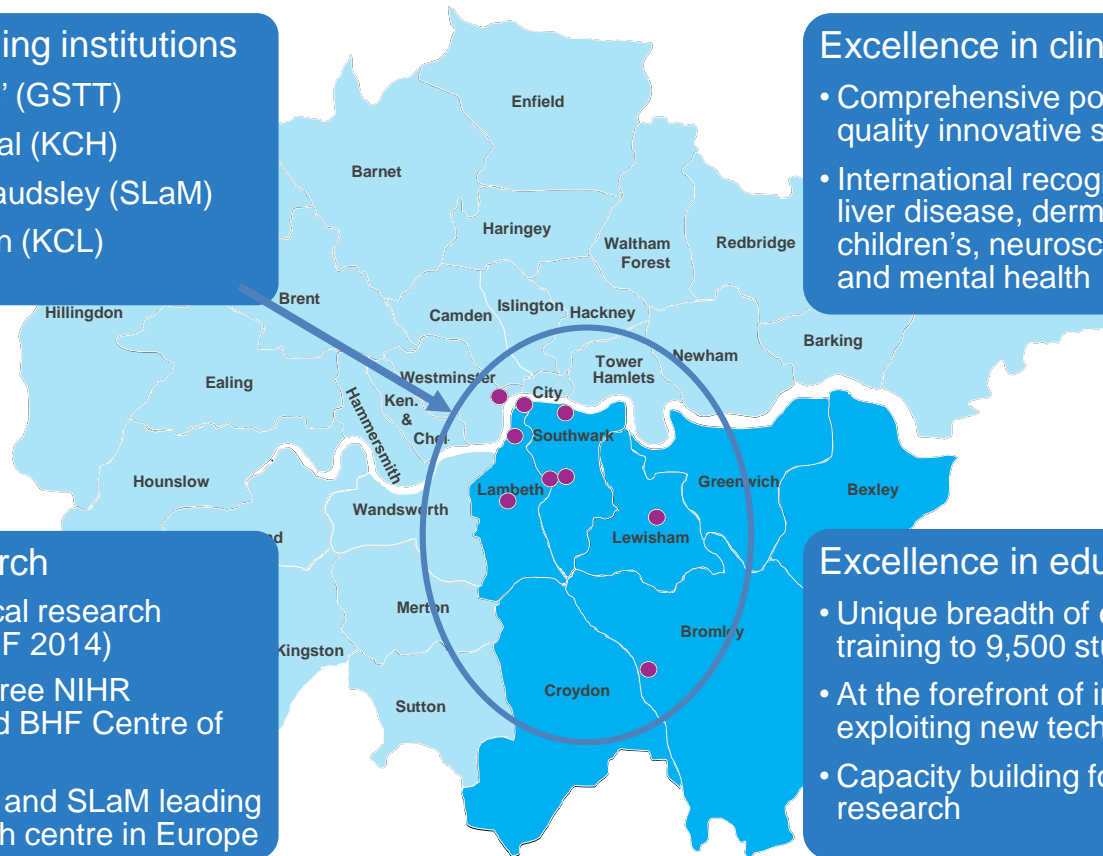 ing institutions
' (GSTT)
al (KCH)
audsley (SLaM)
n (KCL)
Excellence in clin
• Comprehensive po
quality innovative s
• International recogn
liver disease, derm
children's, neurosc
and mental health
Enfield
Barnet
Haringey
Waltham
Forest
Redbridge
Hillingdon
Brent
Camden
Islington
Hackney
Barking
Ealing
Westminster
Tower
Hamlets
Newham
Hammersmith
Ken.
&
Chel.
City
Southwark
Hounslow
Lambeth
Greenwich
Bexley
Wandsworth
Lewisham
d
Merton
Bromley
Kingston
Croydon
Sutton
rch
cal research
F 2014)
ree NIHR
d BHF Centre of
and SLaM leading
h centre in Europe
Excellence in edu
• Unique breadth of
training to 9,500 stu
• At the forefront of i
exploiting new tech
• Capacity building fo
research